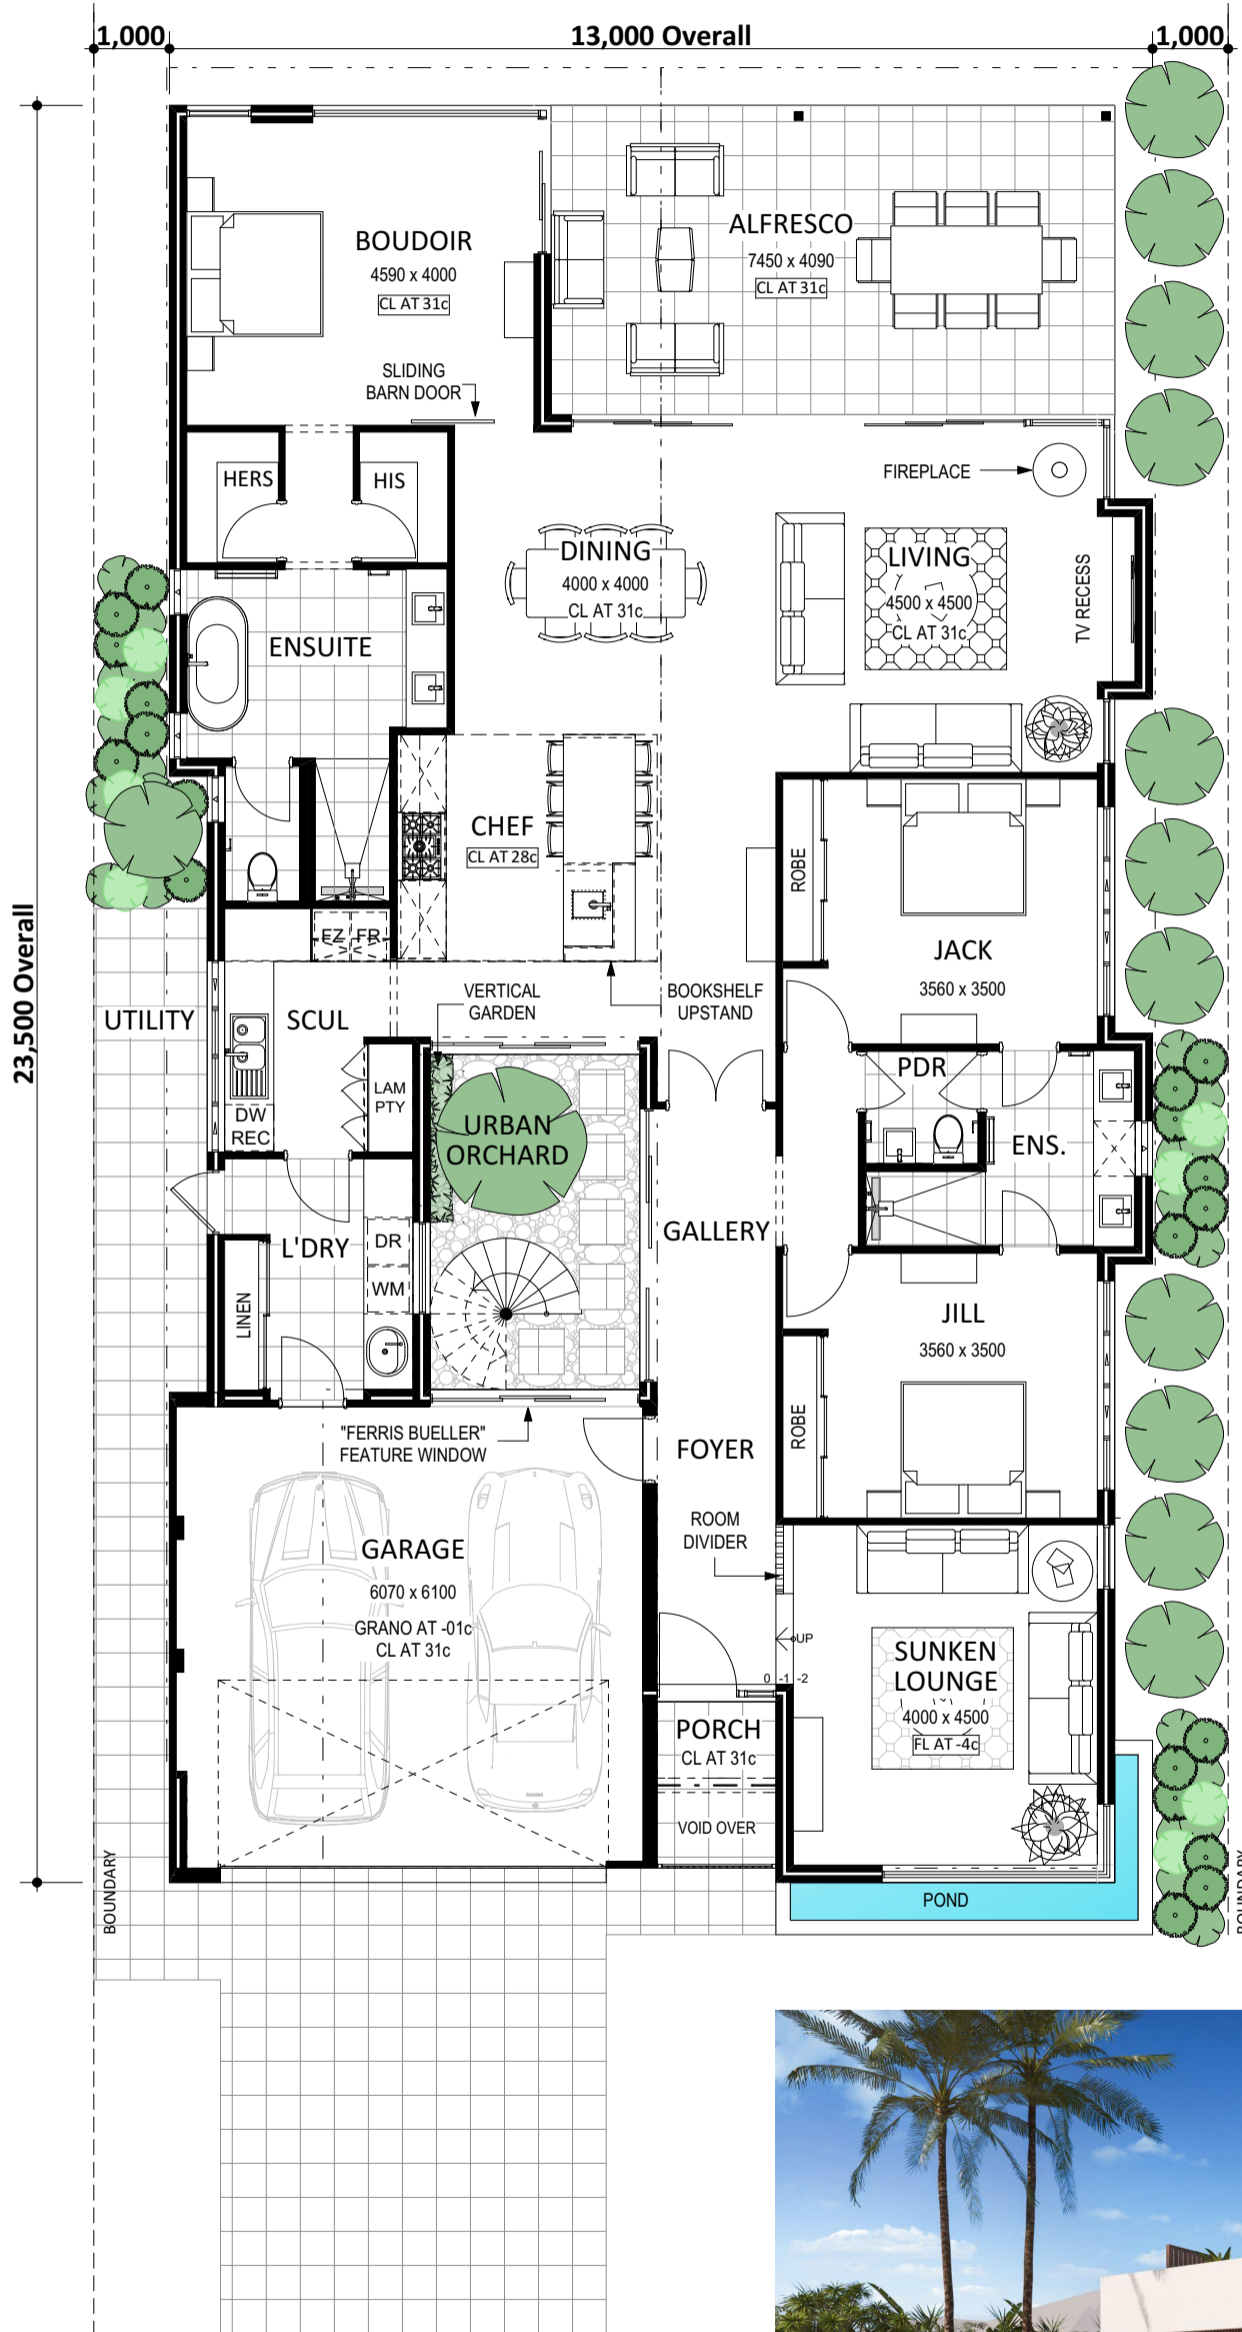 1,000
13,000 Overall
1,000
23,500 Overall
BOUDOIR
4590 x 4000
CL AT 31c
ALFRESCO
7450 x 4090
CL AT 31c
SLIDING
BARN DOOR
HERS
HIS
FIREPLACE
DINING
4000 x 4000
CL AT 31c
LIVING
4500 x 4500
CL AT 31c
TV RECESS
ENSUITE
CHEF
CL AT 28c
ROBE
JACK
3560 x 3500
FZ
FR
UTILITY
SCUL
VERTICAL
GARDEN
BOOKSHELF
UPSTAND
LAM
PTY
DW
REC
URBAN
ORCHARD
PDR
ENS.
GALLERY
L'DRY
DR
WM
LINEN
JILL
3560 x 3500
ROBE
"FERRIS BUELLER"
FEATURE WINDOW
FOYER
ROOM
DIVIDER
GARAGE
6070 x 6100
GRANO AT -01c
CL AT 31c
UP
0 -1 -2
SUNKEN
LOUNGE
4000 x 4500
FL AT -4c
PORCH
CL AT 31c
VOID OVER
POND
BOUNDARY
BOUNDARY